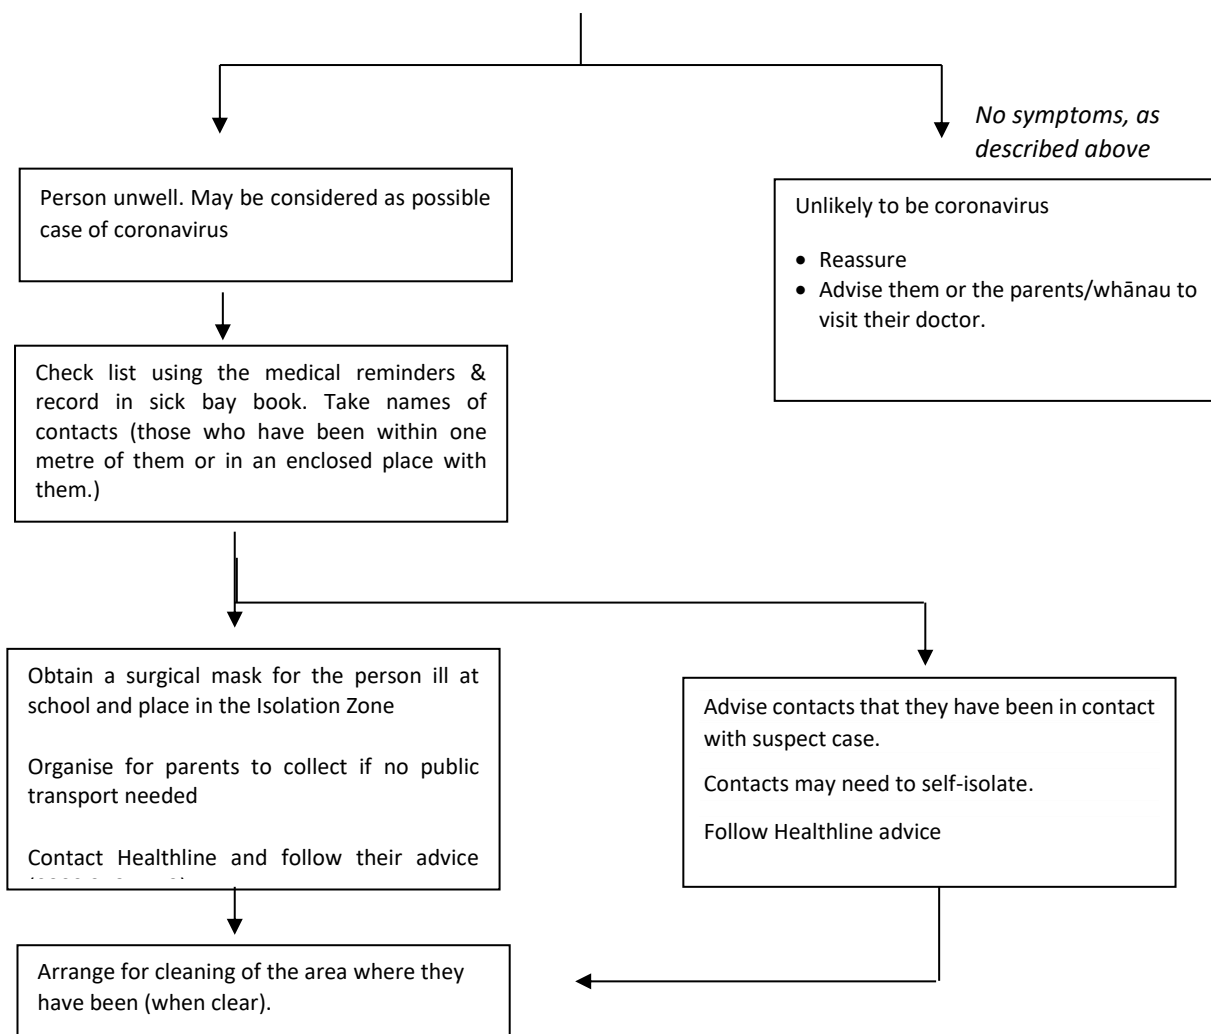 No symptoms, as
described above
Person unwell. May be considered as possible
case of coronavirus
Unlikely to be coronavirus
• Reassure
• Advise them or the parents/whānau to
visit their doctor.
Check list using the medical reminders &
record in sick bay book. Take names of
contacts (those who have been within one
metre of them or in an enclosed place with
them.)
Obtain a surgical mask for the person ill at
school and place in the Isolation Zone
Organise for parents to collect if no public
transport needed
Contact Healthline and follow their advice
Advise contacts that they have been in contact
with suspect case.
Contacts may need to self-isolate.
Follow Healthline advice
Arrange for cleaning of the area where they
have been (when clear).